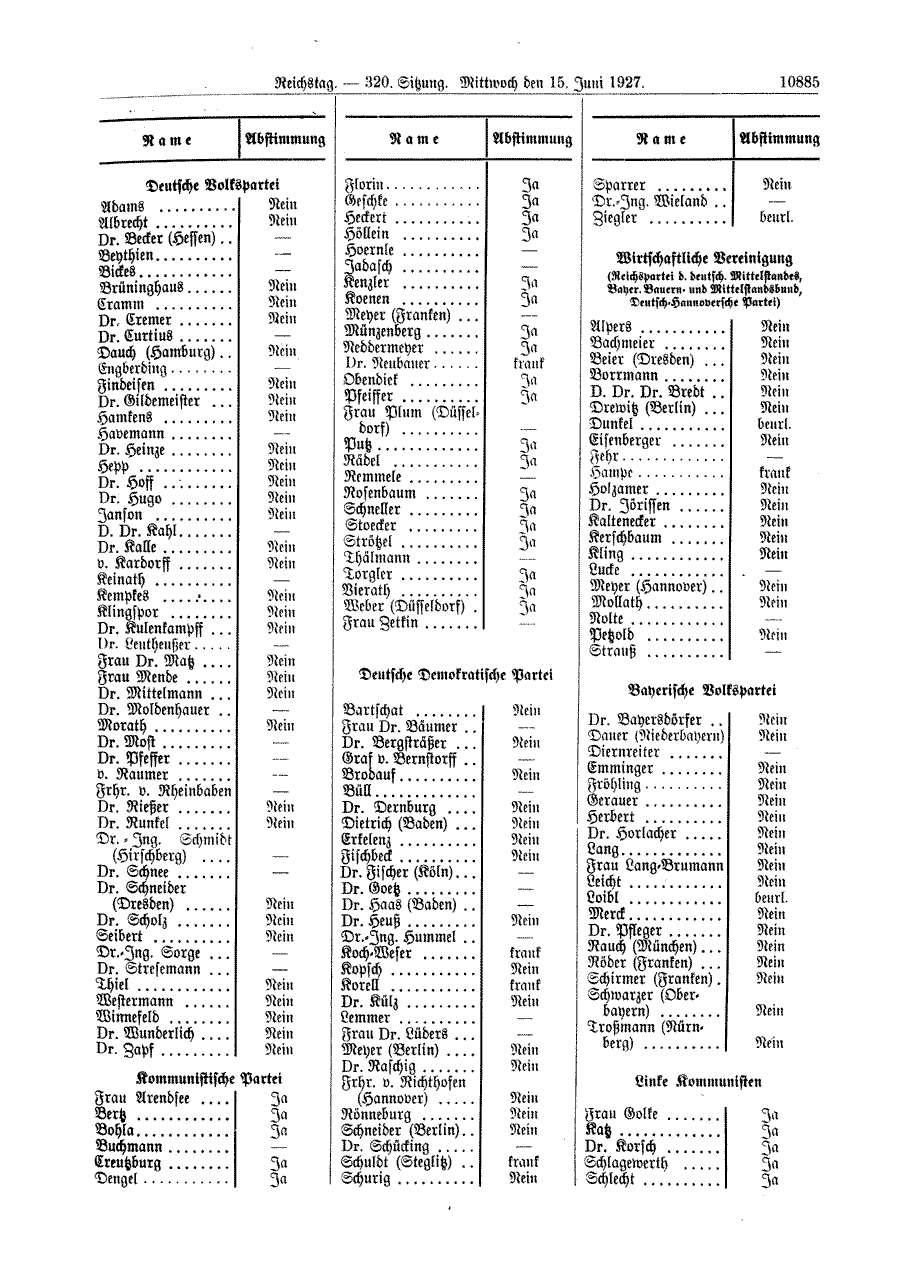 Reichstag. — 320. Sitzung. Mittwoch den 15. Juni 1927. 10885
Name Abstimmung
Deutsche Volkspartei
Adams .......... Nein
Albrecht ......... Nein
Dr. Becker (Hessen) .. —
Beythien .......... —
Bickes ............ —
Brüninghaus ...... Nein
Cramm .......... Nein
Dr. Cremer ....... Nein
Dr. Curtius ....... —
Dauch (Hamburg) .. Nein
Engberding ........ —
Findeisen ......... Nein
Dr. Gildemeister ... Nein
Hamkens ......... Nein
Havemann ........ —
Dr. Heinze ........ Nein
Hepp ............ Nein
Dr. Hoff .......... Nein
Dr. Hugo ........ Nein
Janson .......... Nein
D. Dr. Kahl ....... —
Dr. Kalle ......... Nein
v. Kardorff ....... Nein
Keinath .......... —
Kempkes ......... Nein
Klingspor ........ Nein
Dr. Kulenkampff ... Nein
Dr. Leutheußer ..... —
Frau Dr. Matz .... Nein
Frau Mende ...... Nein
Dr. Mittelmann ... Nein
Dr. Moldenhauer .. —
Morath .......... Nein
Dr. Most ......... —
Dr. Pfeffer ....... —
v. Raumer ....... —
Frhr. v. Rheinbaben —
Dr. Rießer ....... Nein
Dr. Runkel ....... Nein
Dr.-Ing. Schmidt
(Hirschberg) .... —
Dr. Schnee ....... —
Dr. Schneider
(Dresden) ...... Nein
Dr. Scholz ....... Nein
Seibert .......... Nein
Dr.-Ing. Sorge ... —
Dr. Stresemann ... —
Thiel ............ Nein
Westermann ...... Nein
Winnefeld ........ Nein
Dr. Wunderlich .... Nein
Dr. Zapf ......... Nein
Kommunistische Partei
Frau Arendsee .... Ja
Bertz ............ Ja
Bohla ............ Ja
Buchmann ........ —
Creutzburg ........ Ja
Dengel ........... Ja
Name Abstimmung
Florin ............ Ja
Geschke ........... Ja
Heckert .......... Ja
Höllein .......... Ja
Hoernle .......... —
Jadasch .......... —
Kenzler .......... Ja
Koenen .......... Ja
Meyer (Franken) ... —
Münzenberg ....... Ja
Neddermeyer ...... Ja
Dr. Neubauer ...... krank
Obendiek ......... Ja
Pfeiffer .......... Ja
Frau Plum (Düssel-
dorf) .......... —
Putz ............. Ja
Rädel ........... Ja
Remmele ......... —
Rosenbaum ....... Ja
Schneller ......... Ja
Stoecker ......... Ja
Strötzel .......... Ja
Thälmann ........ —
Torgler .......... Ja
Vierath .......... Ja
Weber (Düsseldorf) . Ja
Frau Zetkin ....... —
Deutsche Demokratische Partei
Bartschat ........ Nein
Frau Dr. Bäumer .. —
Dr. Bergsträßer ... Nein
Graf v. Bernstorff .. —
Brodauf .......... Nein
Büll ............. —
Dr. Dernburg .... Nein
Dietrich (Baden) ... Nein
Erkelenz ......... Nein
Fischbeck ........ Nein
Dr. Fischer (Köln) ... —
Dr. Goetz ........ —
Dr. Haas (Baden) .. —
Dr. Heuß ........ Nein
Dr.-Ing. Hummel .. —
Koch-Weser ....... krank
Kopsch .......... Nein
Korell ........... krank
Dr. Külz ......... Nein
Lemmer .......... —
Frau Dr. Lüders ... —
Meyer (Berlin) .... Nein
Dr. Raschig ....... Nein
Frhr. v. Richthofen
(Hannover) ..... Nein
Rönneburg ....... Nein
Schneider (Berlin) .. Nein
Dr. Schücking ..... —
Schuldt (Steglitz) .. krank
Schurig .......... Nein
Name Abstimmung
Sparrer ......... Nein
Dr.-Ing. Wieland .. —
Ziegler .......... beurl.
Wirtschaftliche Vereinigung
(Reichspartei d. deutsch. Mittelstandes,
Bayer. Bauern- und Mittelstandsbund,
Deutsch-Hannoversche Partei)
Alpers ........... Nein
Bachmeier ........ Nein
Beier (Dresden) ... Nein
Borrmann ........ Nein
D. Dr. Dr. Bredt .. Nein
Drewitz (Berlin) ... Nein
Dunkel .......... beurl.
Eisenberger ....... Nein
Fehr ............. —
Hampe ........... krank
Holzamer ......... Nein
Dr. Jörissen ...... Nein
Kaltenecker ....... Nein
Kerschbaum ....... Nein
Kling ............ Nein
Lucke ............ —
Meyer (Hannover) .. Nein
Mollath .......... Nein
Nolte ............ —
Petzold .......... Nein
Strauß .......... —
Bayerische Volkspartei
Dr. Bayersdörfer .. Nein
Dauer (Niederbayern) Nein
Diernreiter ....... —
Emminger ........ Nein
Fröhling .......... Nein
Gerauer .......... Nein
Herbert .......... Nein
Dr. Horlacher ..... Nein
Lang ............. Nein
Frau Lang-Brumann Nein
Leicht ............ Nein
Loibl ............ beurl.
Merck ............ Nein
Dr. Pfleger ....... Nein
Rauch (München) ... Nein
Röder (Franken) ... Nein
Schirmer (Franken) . Nein
Schwarzer (Ober-
bayern) ........ Nein
Troßmann (Nürn-
berg) .......... Nein
Linke Kommunisten
Frau Golke ....... Ja
Katz ............. Ja
Dr. Korsch ....... Ja
Schlagewerth ..... Ja
Schlecht .......... Ja